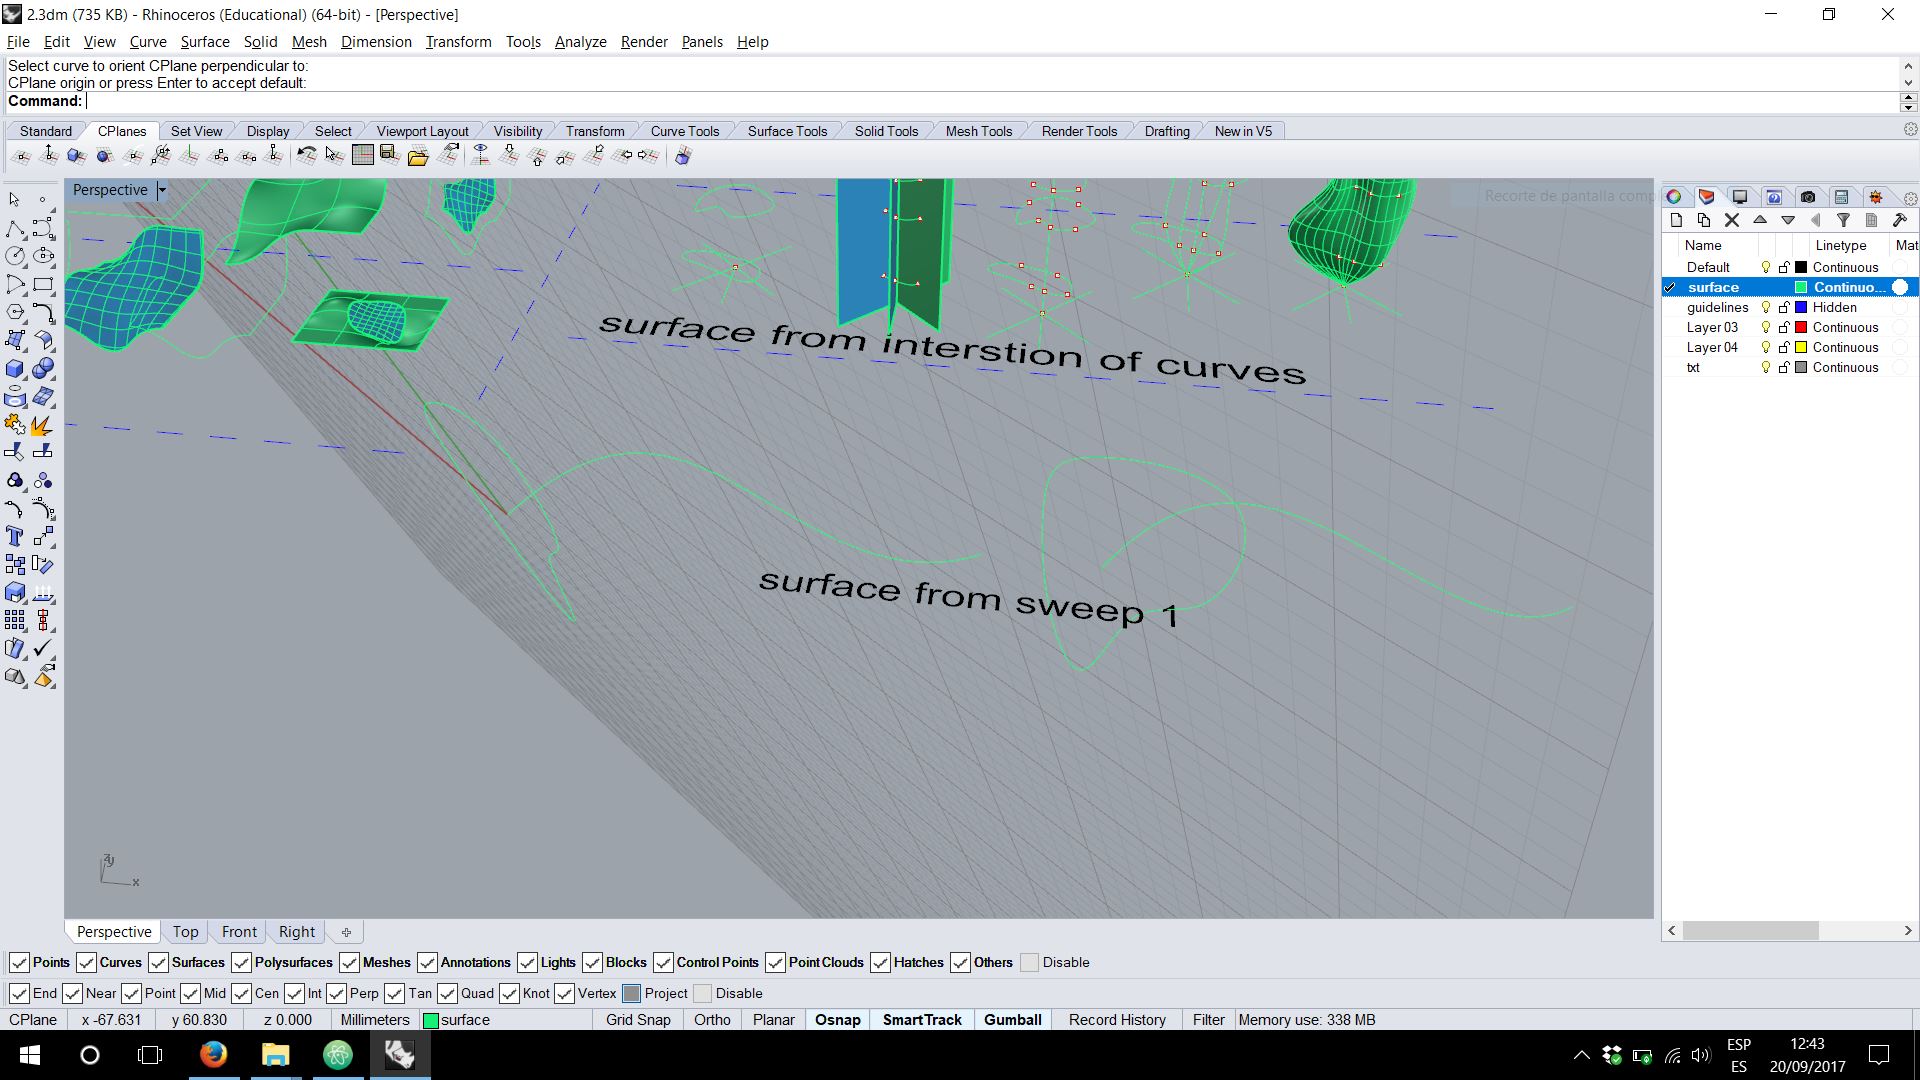 2.3dm (735 KB) - Rhinoceros (Educational) (64-bit) - [Perspective]
File Edit View Curve Surface Solid Mesh Dimension Transform Tools Analyze Render Panels Help
Select curve to orient CPlane perpendicular to:
CPlane origin or press Enter to accept default:
Command:
Standard CPlanes Set View Display Select Viewport Layout Visibility Transform Curve Tools Surface Tools Solid Tools Mesh Tools Render Tools Drafting New in V5
Perspective
Recorte de pantalla comple
surface from interstion of curves
surface from sweep 1
z y x
Name Linetype Mat
Default Continuous
surface Continuo...
guidelines Hidden
Layer 03 Continuous
Layer 04 Continuous
txt Continuous
Perspective Top Front Right
Points Curves Surfaces Polysurfaces Meshes Annotations Lights Blocks Control Points Point Clouds Hatches Others Disable
End Near Point Mid Cen Int Perp Tan Quad Knot Vertex Project Disable
CPlane x -67.631 y 60.830 z 0.000 Millimeters surface Grid Snap Ortho Planar Osnap SmartTrack Gumball Record History Filter Memory use: 338 MB
ESP
ES
12:43
20/09/2017